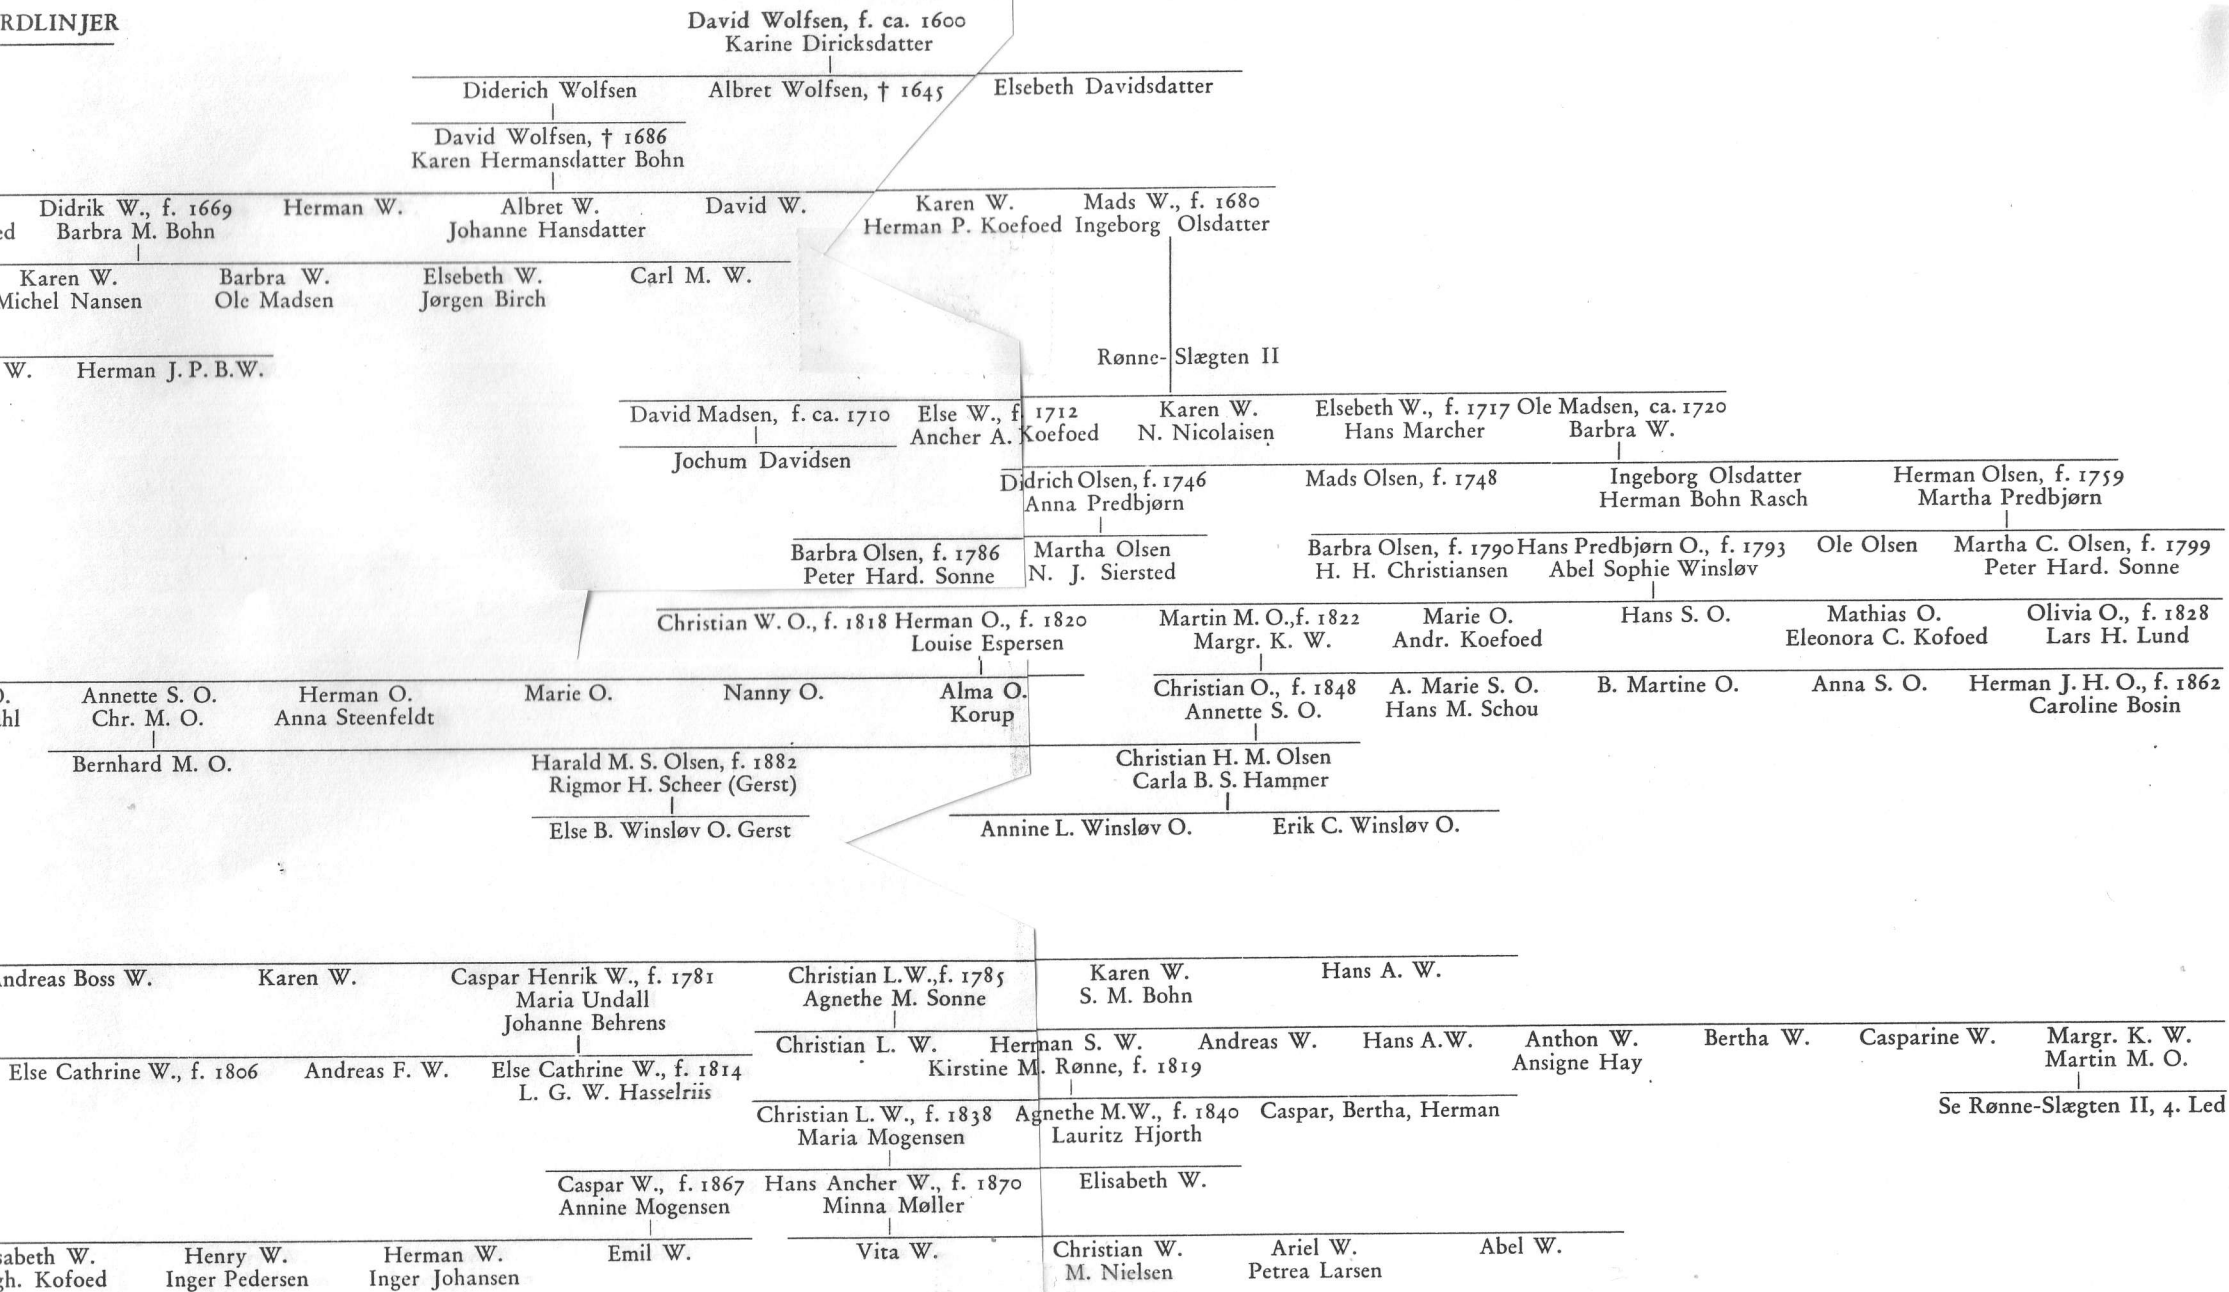 RDLINJER
David Wolfsen, f. ca. 1600
Karine Diricksdatter
Diderich Wolfsen
Albret Wolfsen, † 1645
Elsebeth Davidsdatter
David Wolfsen, † 1686
Karen Hermansdatter Bohn
ed
Didrik W., f. 1669
Barbra M. Bohn
Herman W.
Albret W.
Johanne Hansdatter
David W.
Karen W.
Herman P. Koefoed
Mads W., f. 1680
Ingeborg Olsdatter
Karen W.
Michel Nansen
Barbra W.
Ole Madsen
Elsebeth W.
Jørgen Birch
Carl M. W.
W.
Herman J. P. B.W.
Rønne-Slægten II
David Madsen, f. ca. 1710
Else W., f. 1712
Ancher A. Koefoed
Karen W.
N. Nicolaisen
Elsebeth W., f. 1717
Hans Marcher
Ole Madsen, ca. 1720
Barbra W.
Jochum Davidsen
Didrich Olsen, f. 1746
Anna Predbjørn
Mads Olsen, f. 1748
Ingeborg Olsdatter
Herman Bohn Rasch
Herman Olsen, f. 1759
Martha Predbjørn
Barbra Olsen, f. 1786
Peter Hard. Sonne
Martha Olsen
N. J. Siersted
Barbra Olsen, f. 1790
H. H. Christiansen
Hans Predbjørn O., f. 1793
Abel Sophie Winsløv
Ole Olsen
Martha C. Olsen, f. 1799
Peter Hard. Sonne
Christian W. O., f. 1818
Herman O., f. 1820
Louise Espersen
Martin M. O., f. 1822
Margr. K. W.
Marie O.
Andr. Koefoed
Hans S. O.
Mathias O.
Eleonora C. Kofoed
Olivia O., f. 1828
Lars H. Lund
O.
hl
Annette S. O.
Chr. M. O.
Herman O.
Anna Steenfeldt
Marie O.
Nanny O.
Alma O.
Korup
Christian O., f. 1848
Annette S. O.
A. Marie S. O.
Hans M. Schou
B. Martine O.
Anna S. O.
Herman J. H. O., f. 1862
Caroline Bosin
Bernhard M. O.
Harald M. S. Olsen, f. 1882
Rigmor H. Scheer (Gerst)
Christian H. M. Olsen
Carla B. S. Hammer
Else B. Winsløv O. Gerst
Annine L. Winsløv O.
Erik C. Winsløv O.
ndreas Boss W.
Karen W.
Caspar Henrik W., f. 1781
Maria Undall
Johanne Behrens
Christian L.W., f. 1785
Agnethe M. Sonne
Karen W.
S. M. Bohn
Hans A. W.
Christian L. W.
Herman S. W.
Kirstine M. Rønne, f. 1819
Andreas W.
Hans A.W.
Anthon W.
Ansigne Hay
Bertha W.
Casparine W.
Margr. K. W.
Martin M. O.
Else Cathrine W., f. 1806
Andreas F. W.
Else Cathrine W., f. 1814
L. G. W. Hasselriis
Christian L. W., f. 1838
Maria Mogensen
Agnethe M.W., f. 1840
Lauritz Hjorth
Caspar, Bertha, Herman
Se Rønne-Slægten II, 4. Led
Caspar W., f. 1867
Annine Mogensen
Hans Ancher W., f. 1870
Minna Møller
Elisabeth W.
sabeth W.
gh. Kofoed
Henry W.
Inger Pedersen
Herman W.
Inger Johansen
Emil W.
Vita W.
Christian W.
M. Nielsen
Ariel W.
Petrea Larsen
Abel W.